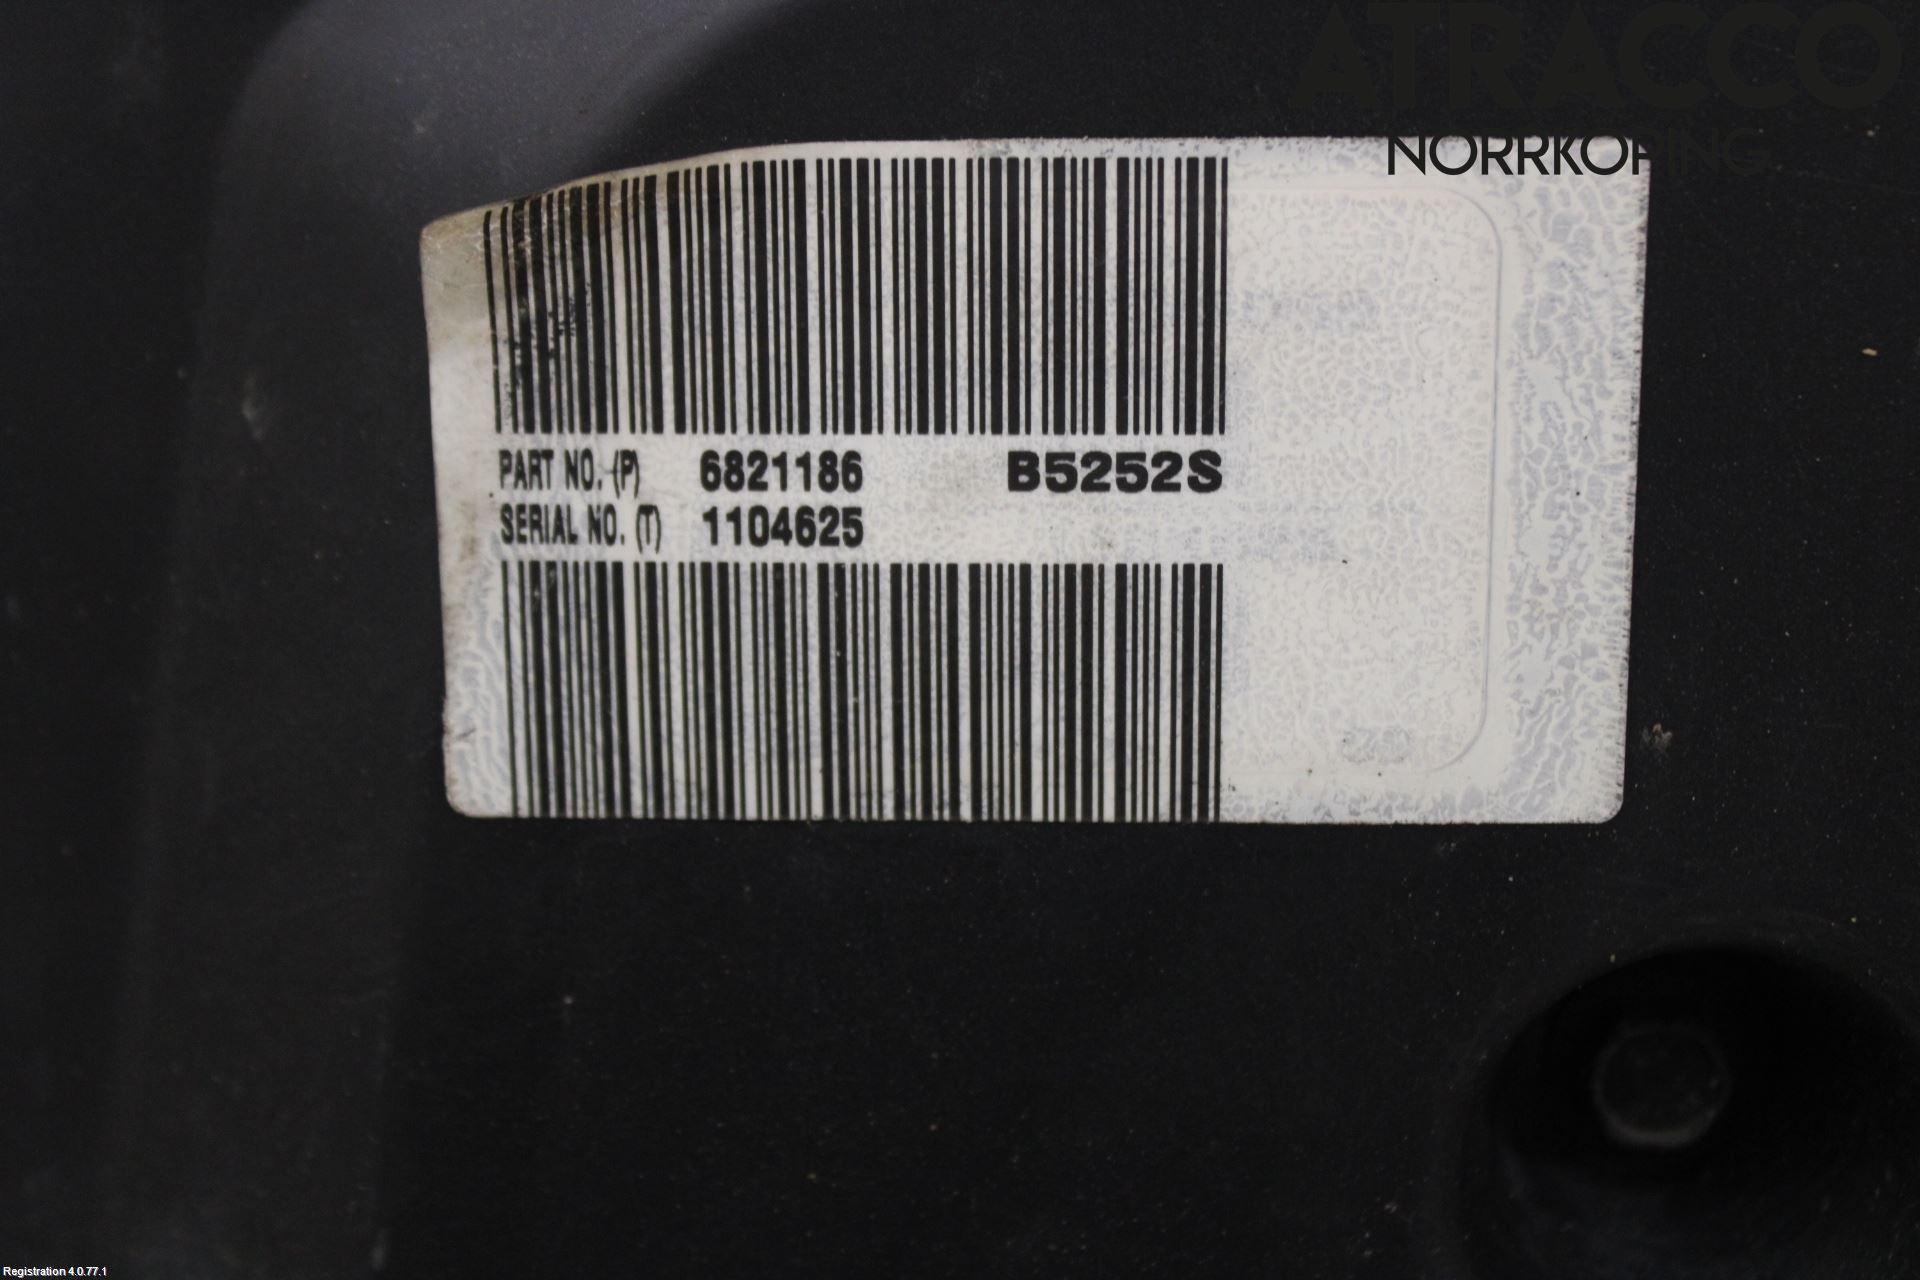 ATRACCO
NORRKÖPING
PART NO. (P) 6821186 B5252S
SERIAL NO. (T) 1104625
Registration 4.0.77.1